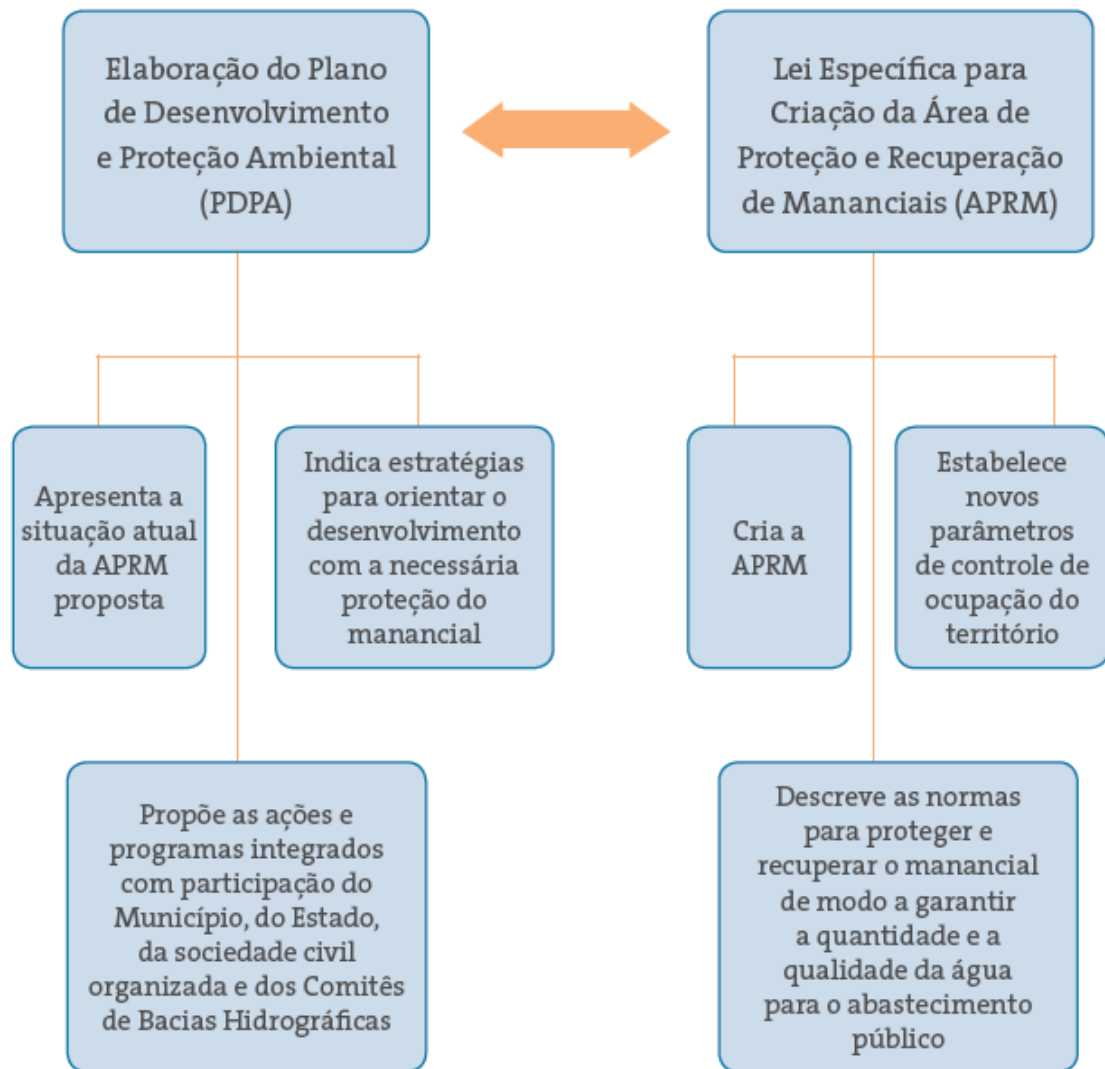 Elaboração do Plano
de Desenvolvimento
e Proteção Ambiental
(PDPA)
Lei Específica para
Criação da Área de
Proteção e Recuperação
de Mananciais (APRM)
Apresenta a
situação atual
da APRM
proposta
Indica estratégias
para orientar o
desenvolvimento
com a necessária
proteção do
manancial
Cria a
APRM
Estabelece
novos
parâmetros
de controle de
ocupação do
território
Propõe as ações e
programas integrados
com participação do
Município, do Estado,
da sociedade civil
organizada e dos Comitês
de Bacias Hidrográficas
Descreve as normas
para proteger e
recuperar o manancial
de modo a garantir
a quantidade e a
qualidade da água
para o abastecimento
público